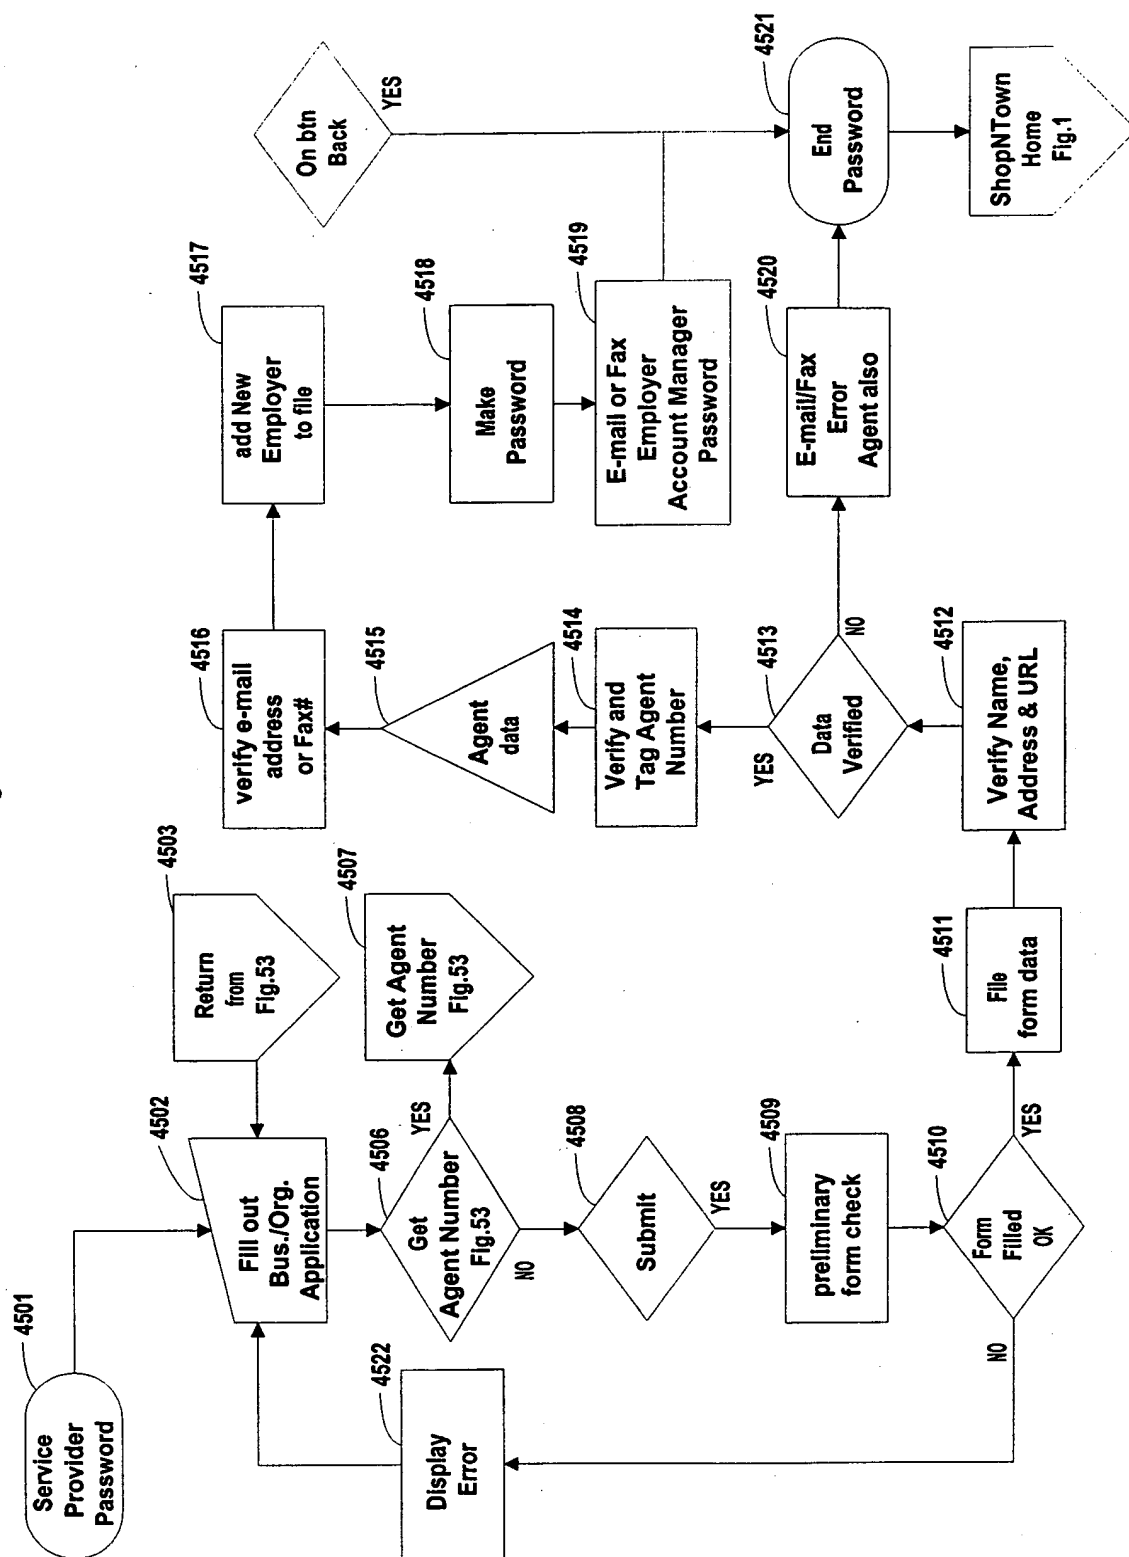 4501
Service
Provider
Password
4502
Fill out
Bus./Org.
Application
4503
Return
from
Fig.53
4506
Get
Agent Number
Fig.53
YES
NO
4507
Get Agent
Number
Fig.53
4508
Submit
YES
4509
preliminary
form check
4510
Form
Filled
OK
YES
NO
4522
Display
Error
4511
File
form data
4512
Verify Name,
Address & URL
4513
Data
Verified
YES
NO
4514
Verify and
Tag Agent
Number
4515
Agent
data
4516
verify e-mail
address
or Fax#
4517
add New
Employer
to file
4518
Make
Password
4519
E-mail or Fax
Employer
Account Manager
Password
4520
E-mail/Fax
Error
Agent also
On btn
Back
YES
4521
End
Password
ShopNTown
Home
Fig.1